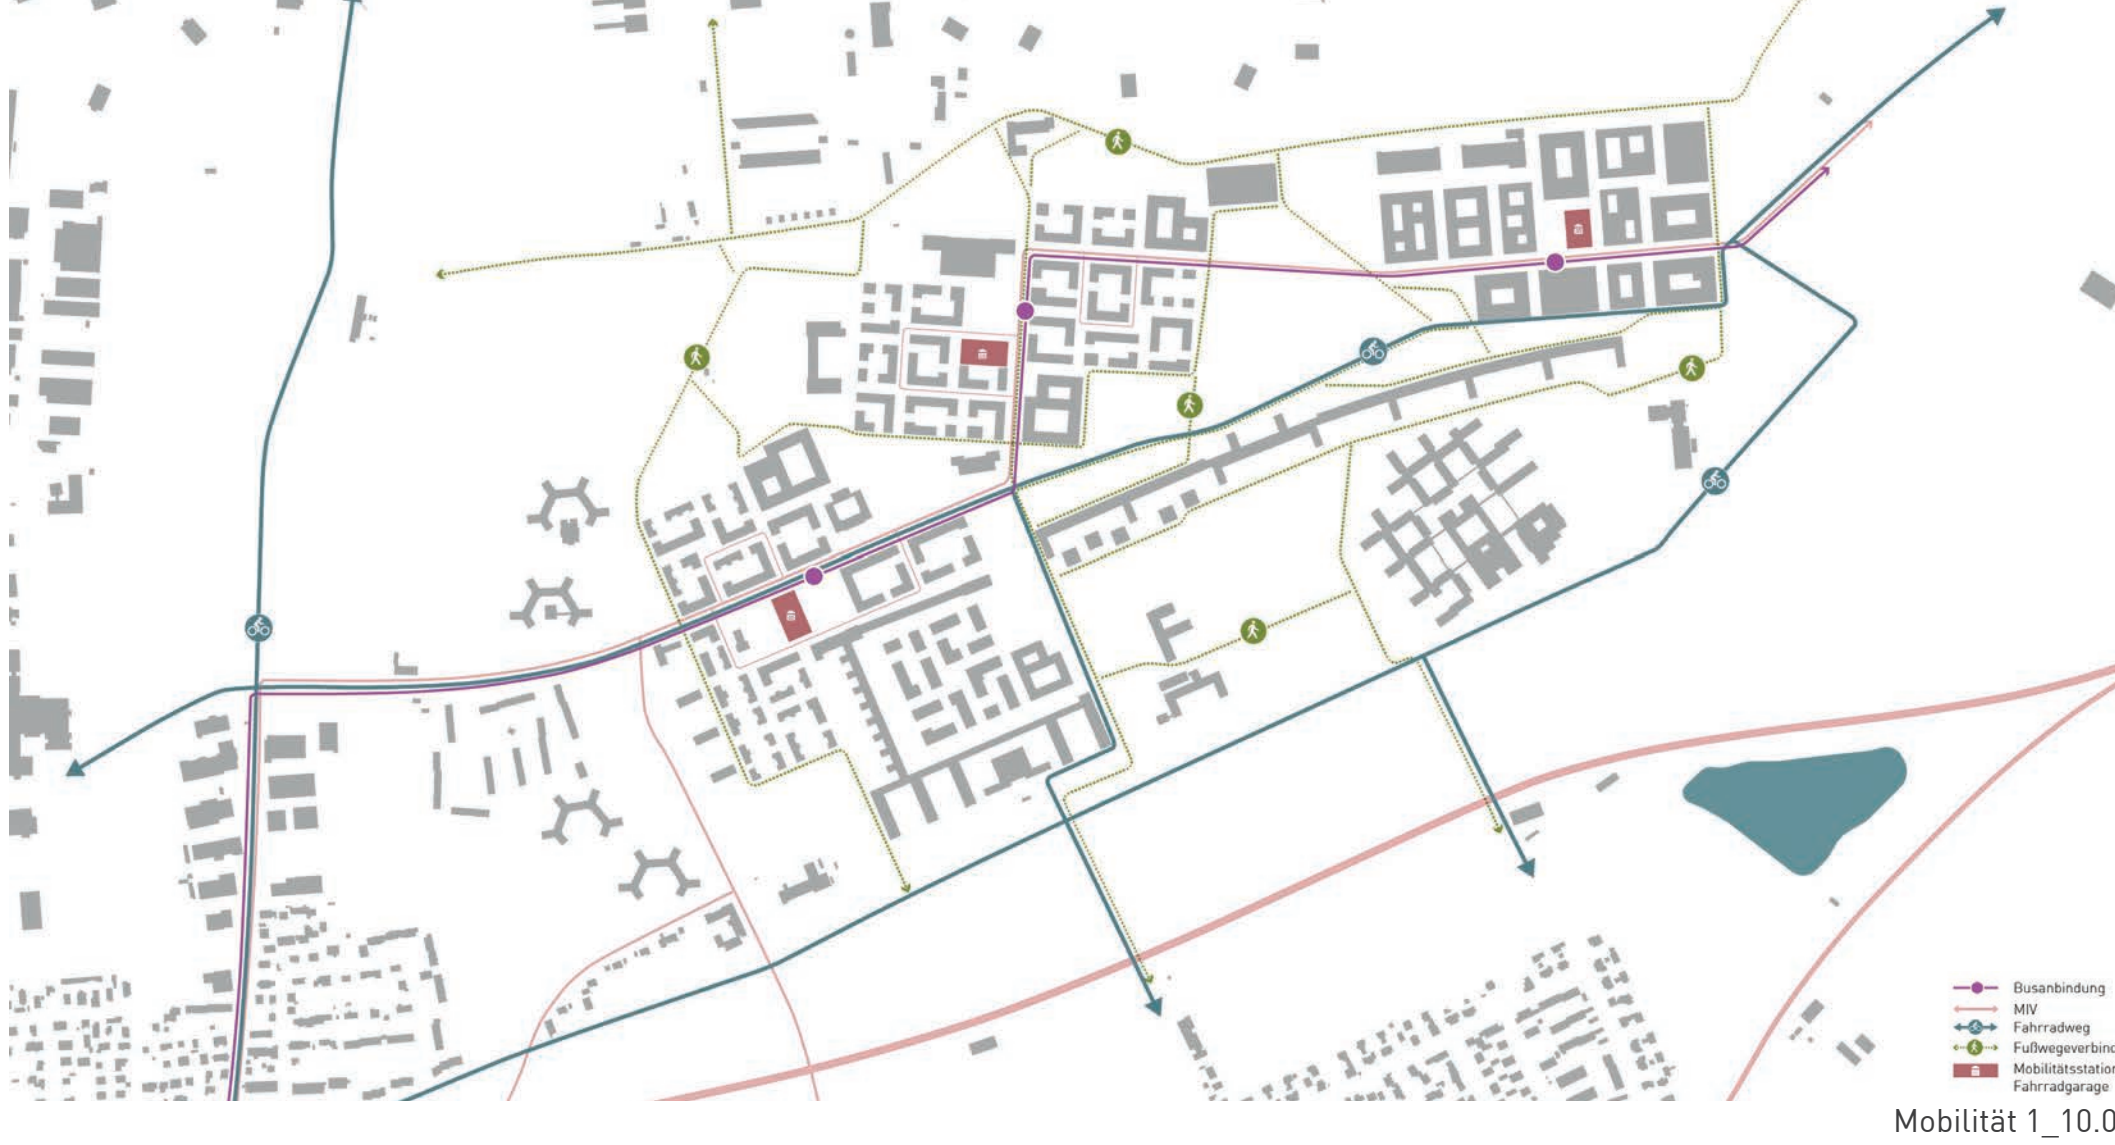 Busanbindung
MIV
Fahrradweg
Fußwegeverbind
Mobilitätsstation
Fahrradgarage
Mobilität 1_10.0